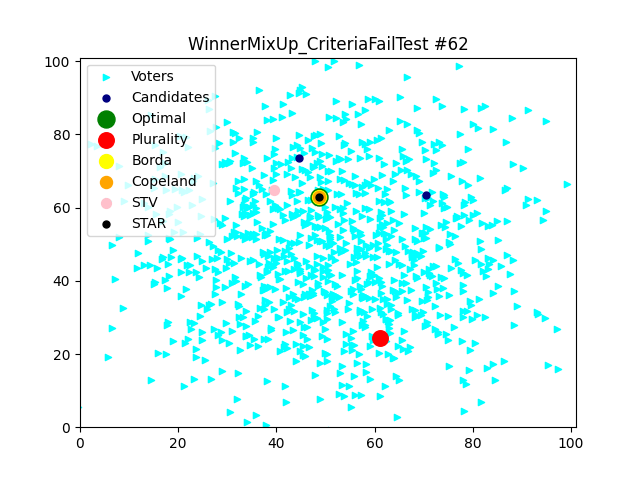 WinnerMixUp_CriteriaFailTest #62
100
80
60
40
20
0
Voters
Candidates
Optimal
Plurality
Borda
Copeland
STV
STAR
0 20 40 60 80 100